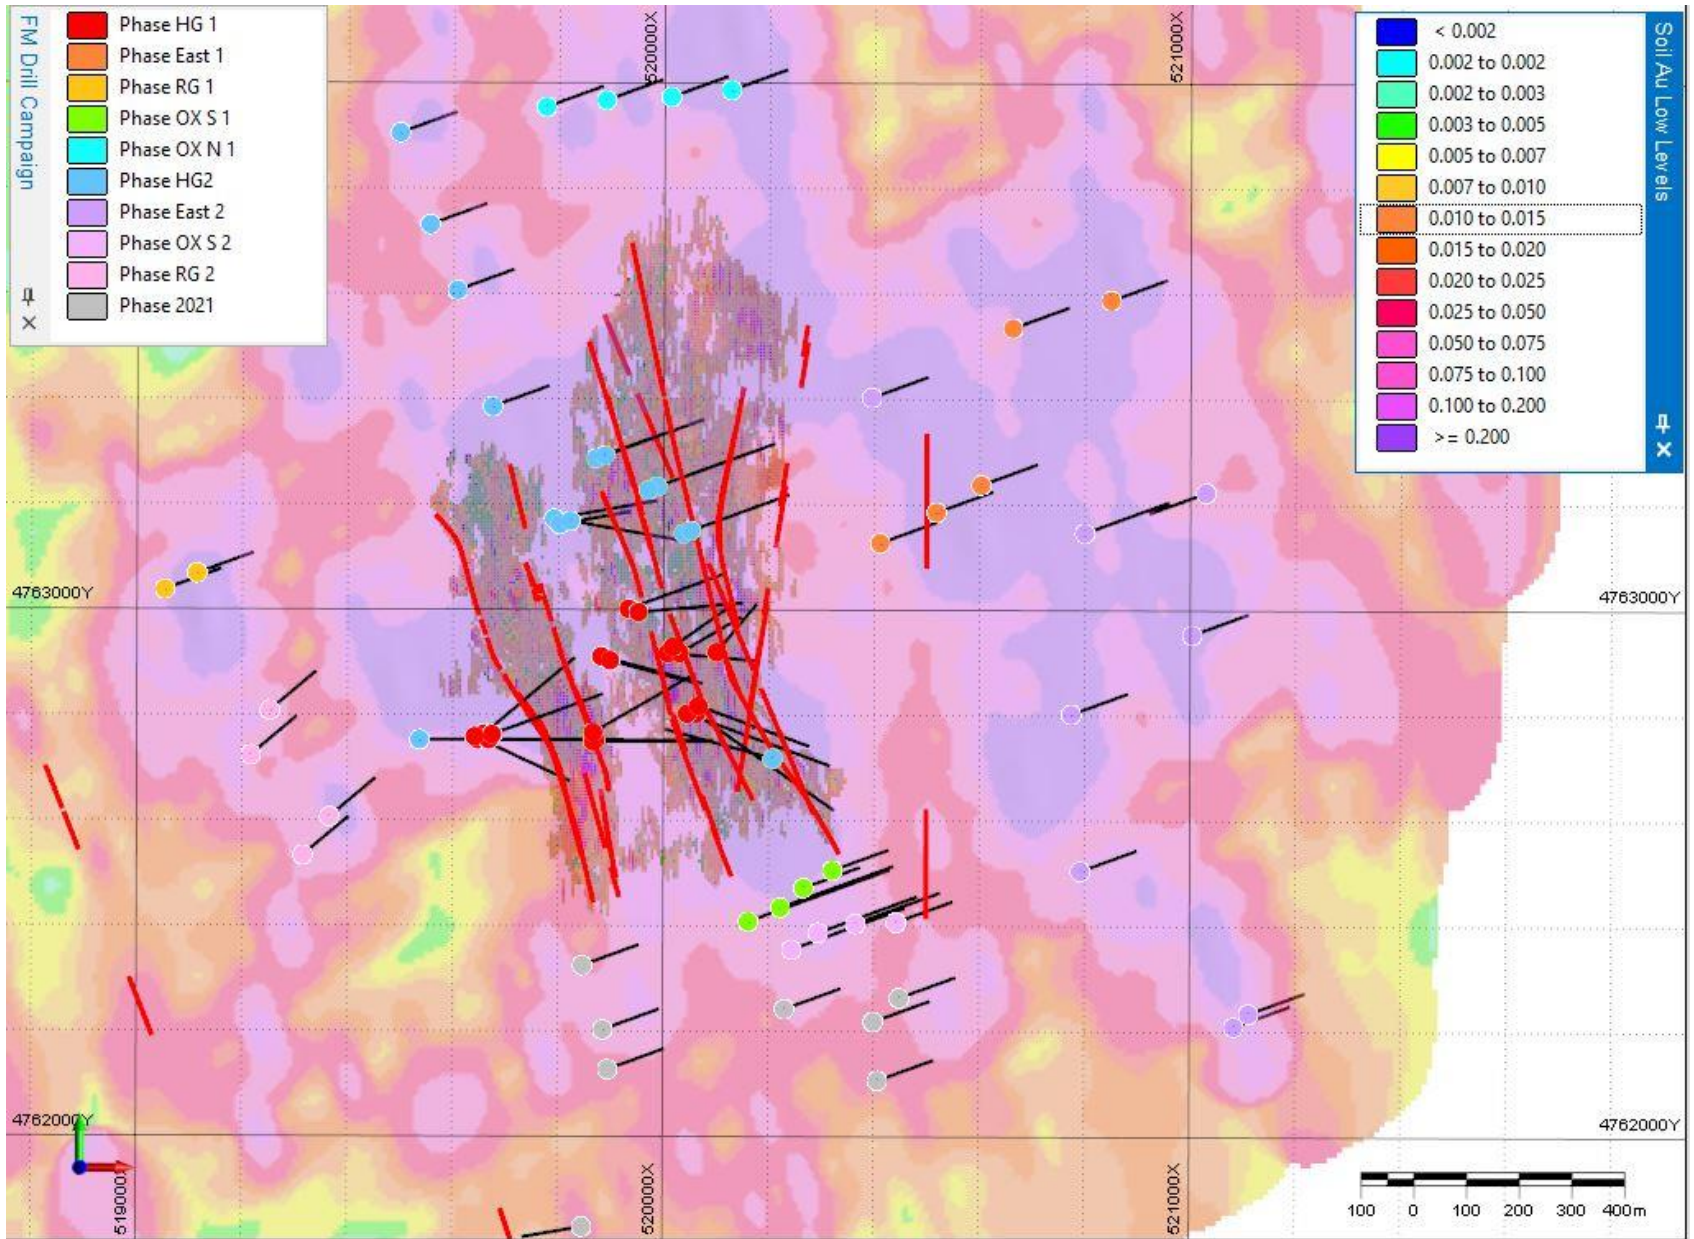 FM Drill Campaign
Phase HG 1
Phase East 1
Phase RG 1
Phase OX S 1
Phase OX N 1
Phase HG2
Phase East 2
Phase OX S 2
Phase RG 2
Phase 2021
520000X
521000X
Soil Au Low Levels
< 0.002
0.002 to 0.002
0.002 to 0.003
0.003 to 0.005
0.005 to 0.007
0.007 to 0.010
0.010 to 0.015
0.015 to 0.020
0.020 to 0.025
0.025 to 0.050
0.050 to 0.075
0.075 to 0.100
0.100 to 0.200
>= 0.200
4763000Y
4763000Y
4762000Y
4762000Y
519000X
520000X
521000X
100 0 100 200 300 400m